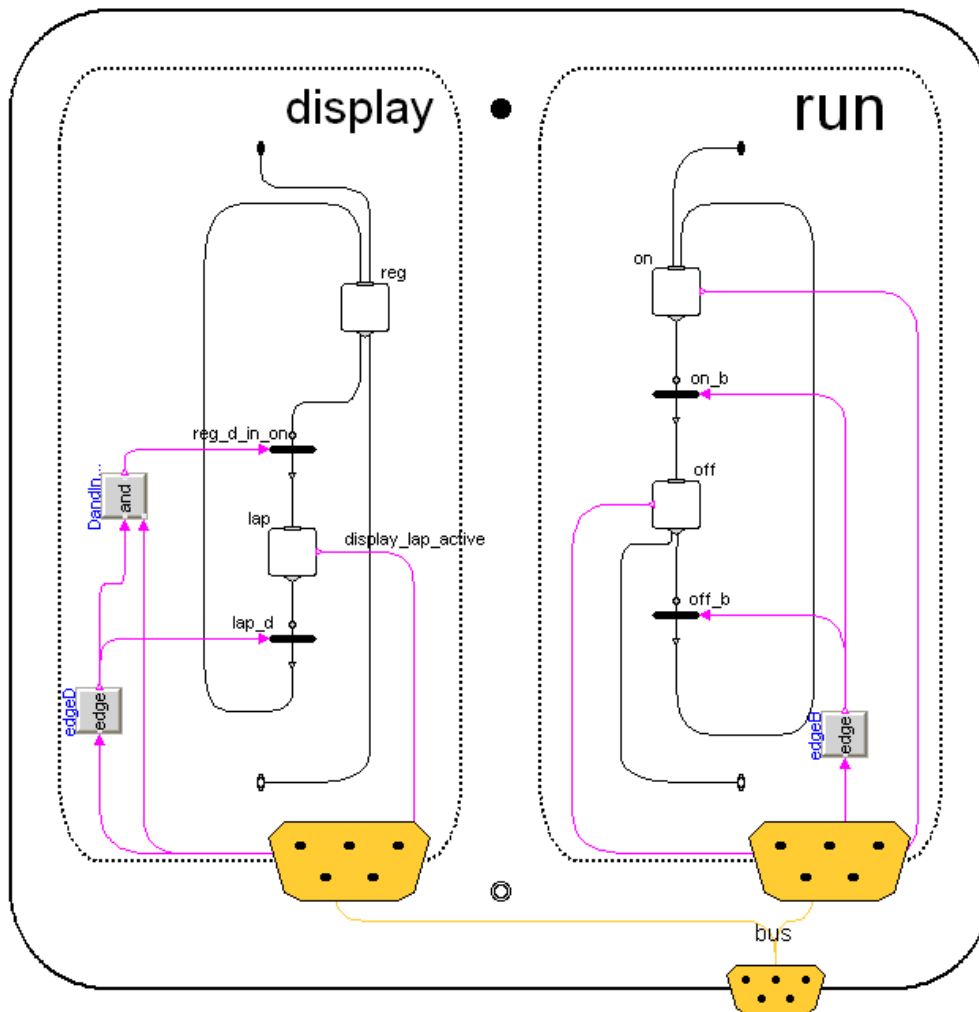 display
run
reg
on
on_b
reg_d_in_on
DandIn...
and
off
lap
display_lap_active
lap_d
off_b
edgeD
edge
edgeB
edge
bus